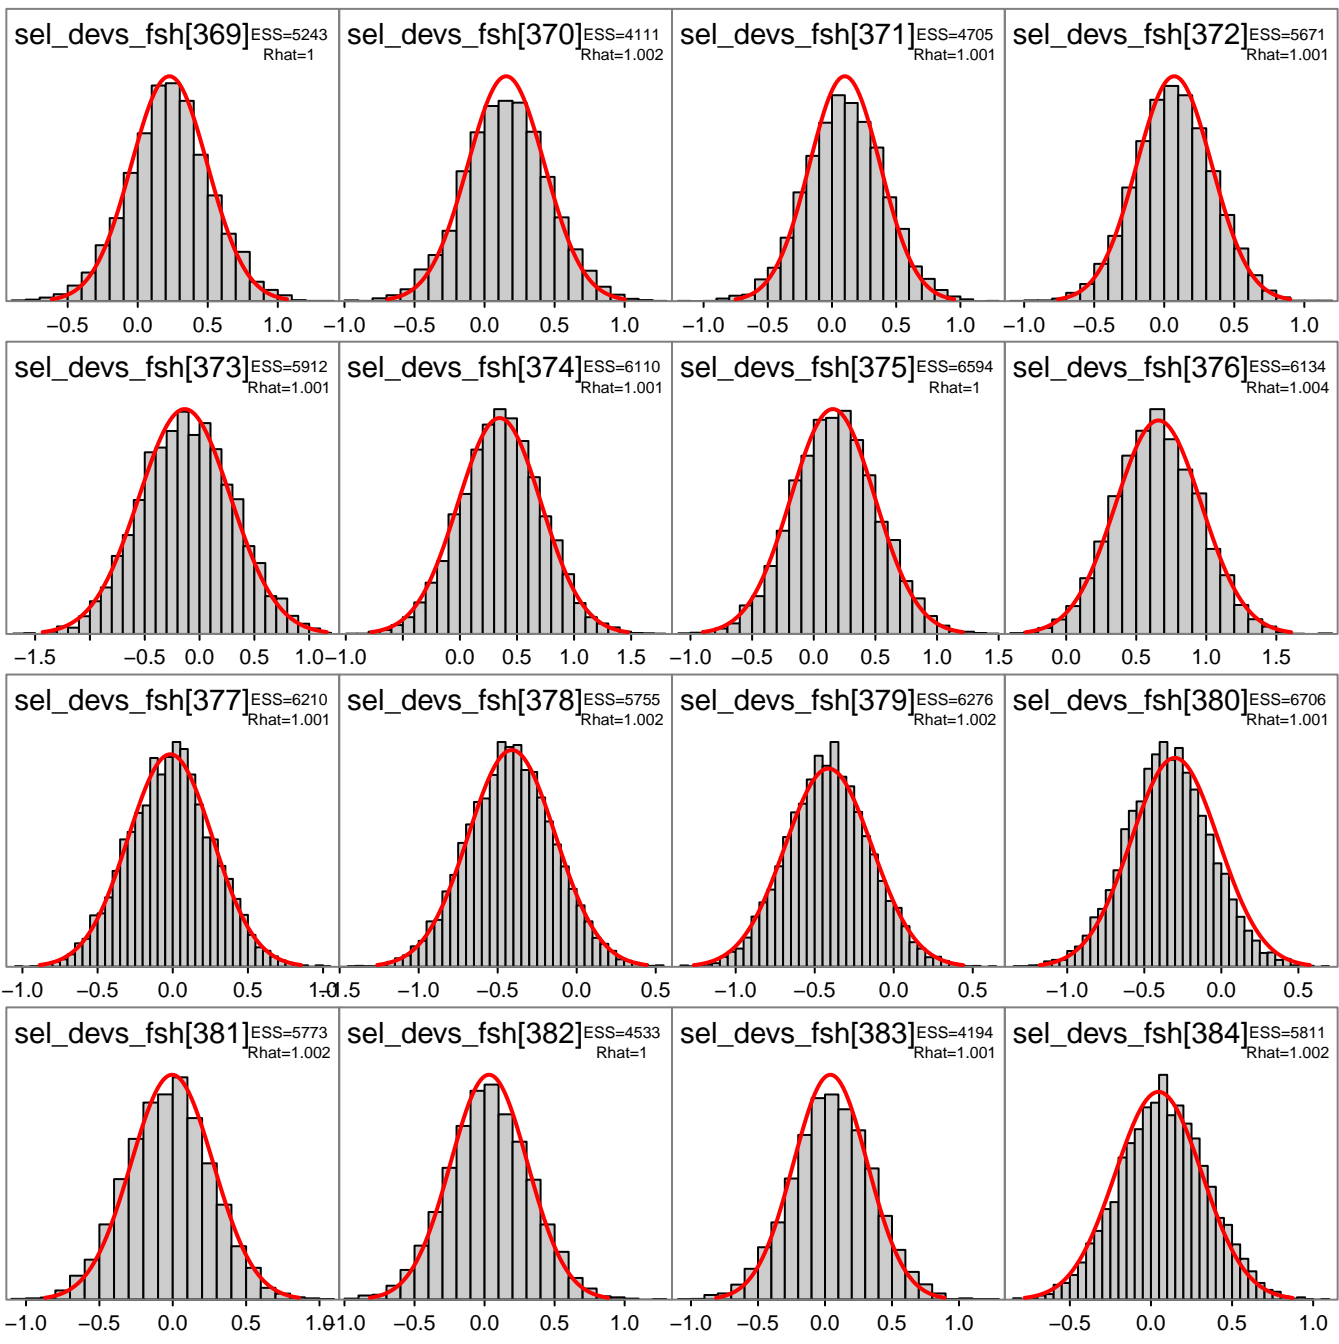 sel_devs_fsh[369] ESS=5243
Rhat=1
sel_devs_fsh[370] ESS=4111
Rhat=1.002
sel_devs_fsh[371] ESS=4705
Rhat=1.001
sel_devs_fsh[372] ESS=5671
Rhat=1.001
−0.5 0.0 0.5 1.0
−1.0 −0.5 0.0 0.5 1.0
−1.0 −0.5 0.0 0.5 1.0
−1.0 −0.5 0.0 0.5 1.0
sel_devs_fsh[373] ESS=5912
Rhat=1.001
sel_devs_fsh[374] ESS=6110
Rhat=1.001
sel_devs_fsh[375] ESS=6594
Rhat=1
sel_devs_fsh[376] ESS=6134
Rhat=1.004
−1.5 −0.5 0.0 0.5 1.0
−1.0 0.0 0.5 1.0 1.5
−1.0 −0.5 0.0 0.5 1.0 1.5
0.0 0.5 1.0 1.5
sel_devs_fsh[377] ESS=6210
Rhat=1.001
sel_devs_fsh[378] ESS=5755
Rhat=1.002
sel_devs_fsh[379] ESS=6276
Rhat=1.002
sel_devs_fsh[380] ESS=6706
Rhat=1.001
−1.0 −0.5 0.0 0.5 1.0
−1.5 −1.0 −0.5 0.0 0.5
−1.0 −0.5 0.0 0.5
−1.0 −0.5 0.0 0.5
sel_devs_fsh[381] ESS=5773
Rhat=1.002
sel_devs_fsh[382] ESS=4533
Rhat=1
sel_devs_fsh[383] ESS=4194
Rhat=1.001
sel_devs_fsh[384] ESS=5811
Rhat=1.002
−1.0 −0.5 0.0 0.5 1.0
−1.0 −0.5 0.0 0.5 1.0
−1.0 −0.5 0.0 0.5 1.0
−0.5 0.0 0.5 1.0